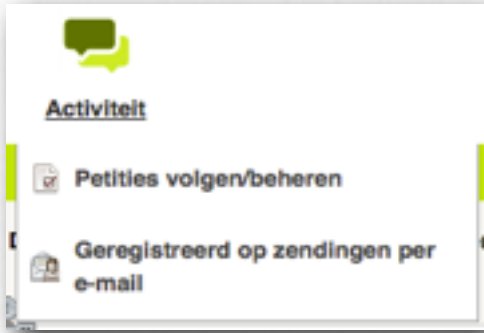 Activiteit
Petities volgen/beheren
Geregistreerd op zendingen per
e-mail